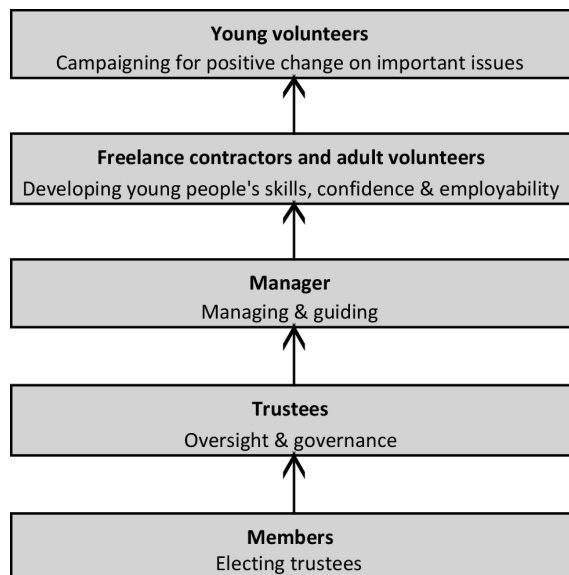 Young volunteers
Campaigning for positive change on important issues
Freelance contractors and adult volunteers
Developing young people's skills, confidence & employability
Manager
Managing & guiding
Trustees
Oversight & governance
Members
Electing trustees